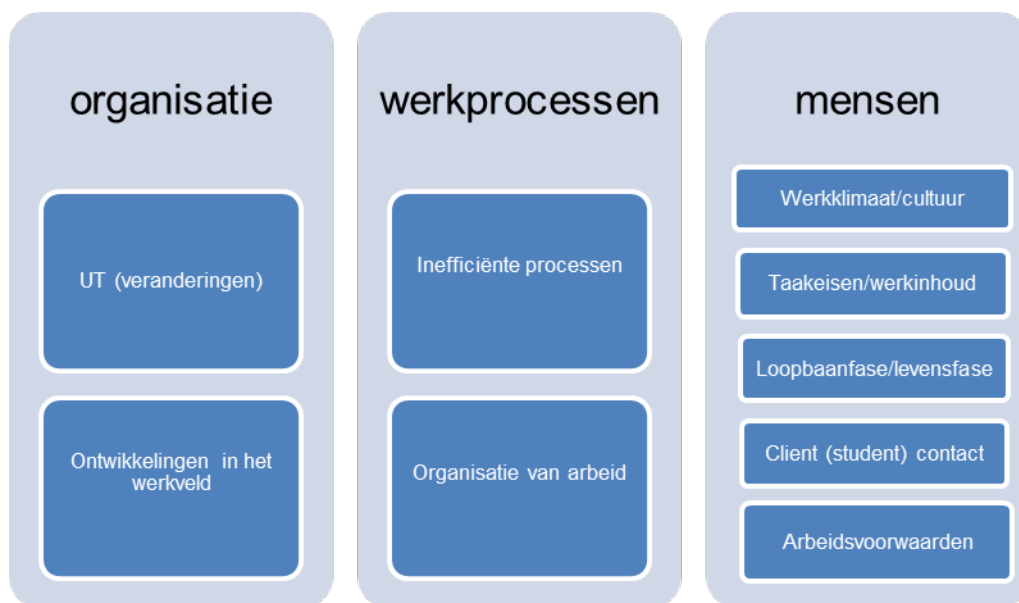 organisatie
UT (veranderingen)
Ontwikkelingen in het
werkveld
werkprocessen
Inefficiënte processen
Organisatie van arbeid
mensen
Werkklimaat/cultuur
Taakeisen/werkinhoud
Loopbaanfase/levensfase
Client (student) contact
Arbeidsvoorwaarden